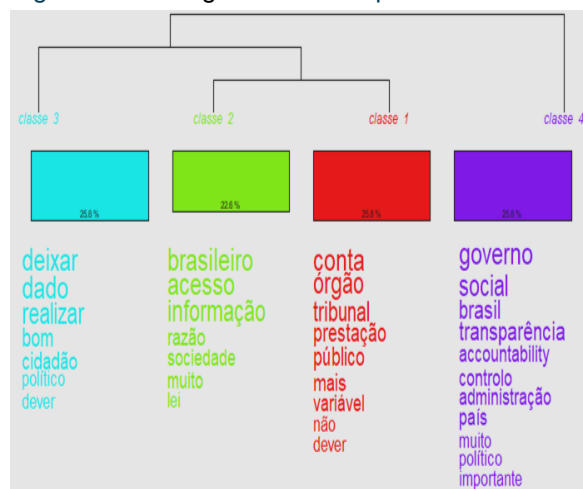 classe 3
classe 2
classe 1
classe 4
25.8 %
22.6 %
25.8 %
25.8 %
deixar
dado
realizar
bom
cidadão
político
dever
brasileiro
acesso
informação
razão
sociedade
muito
lei
conta
órgão
tribunal
prestação
público
mais
variável
não
dever
governo
social
brasil
transparência
accountability
controlo
administração
país
muito
político
importante